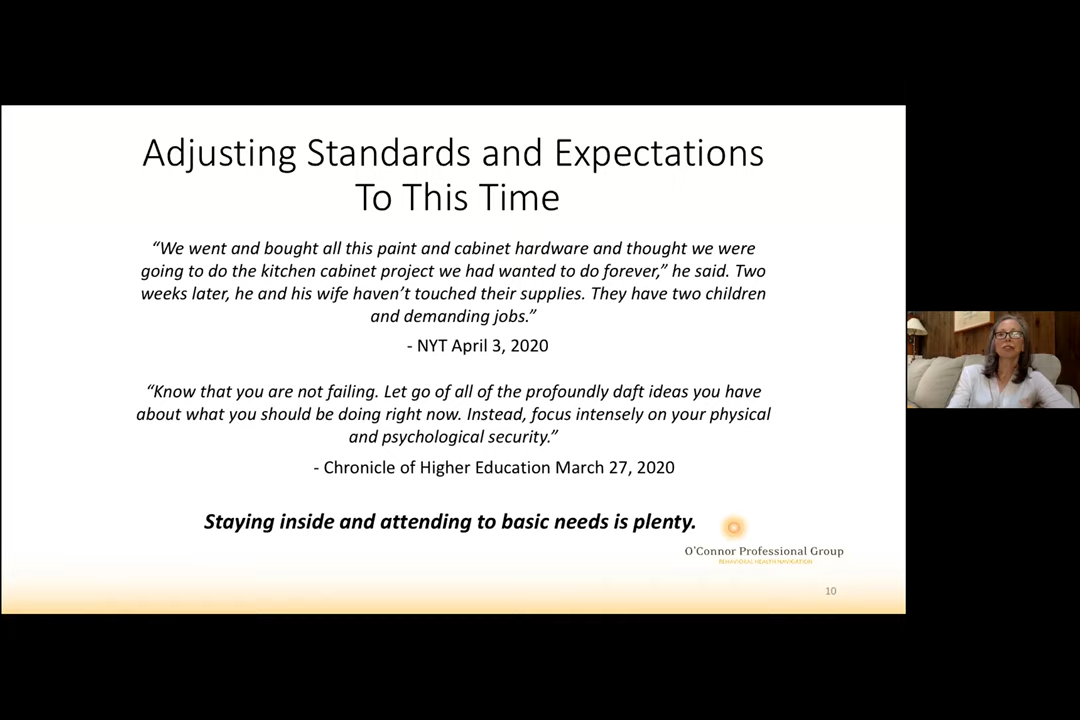 Adjusting Standards and Expectations
To This Time
“We went and bought all this paint and cabinet hardware and thought we were
going to do the kitchen cabinet project we had wanted to do forever,” he said. Two
weeks later, he and his wife haven’t touched their supplies. They have two children
and demanding jobs.”
- NYT April 3, 2020
“Know that you are not failing. Let go of all of the profoundly daft ideas you have
about what you should be doing right now. Instead, focus intensely on your physical
and psychological security.”
- Chronicle of Higher Education March 27, 2020
Staying inside and attending to basic needs is plenty.
O’Connor Professional Group
BEHAVIORAL HEALTH NAVIGATION
10